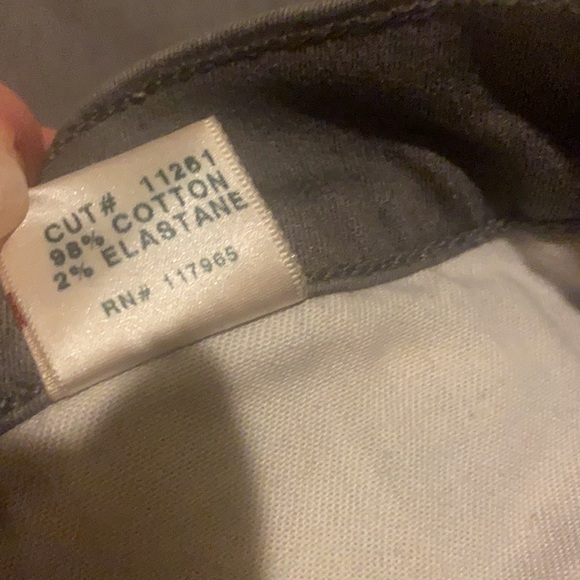 CUT# 11261
98% COTTON
2% ELASTANE
RN# 117965